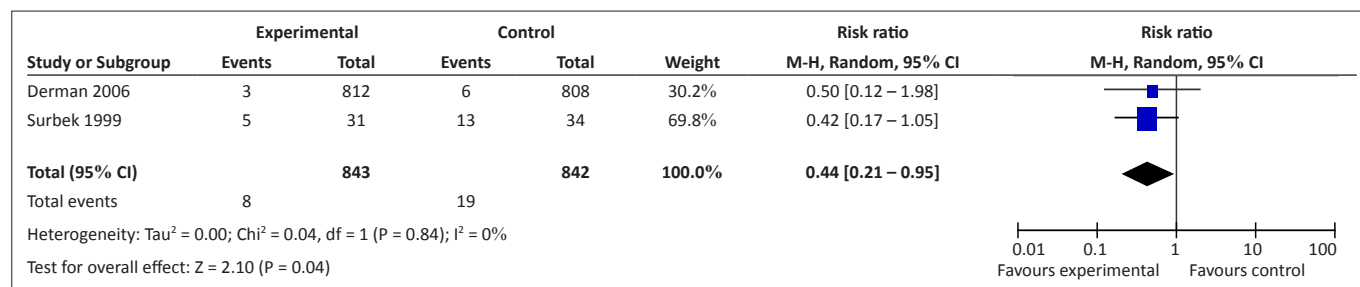 Experimental Control Risk ratio Risk ratio
Study or Subgroup Events Total Events Total Weight M-H, Random, 95% CI M-H, Random, 95% CI
Derman 2006 3 812 6 808 30.2% 0.50 [0.12 – 1.98]
Surbek 1999 5 31 13 34 69.8% 0.42 [0.17 – 1.05]
Total (95% CI) 843 842 100.0% 0.44 [0.21 – 0.95]
Total events 8 19
Heterogeneity: Tau² = 0.00; Chi² = 0.04, df = 1 (P = 0.84); I² = 0%
Test for overall effect: Z = 2.10 (P = 0.04)
0.01 0.1 1 10 100
Favours experimental Favours control